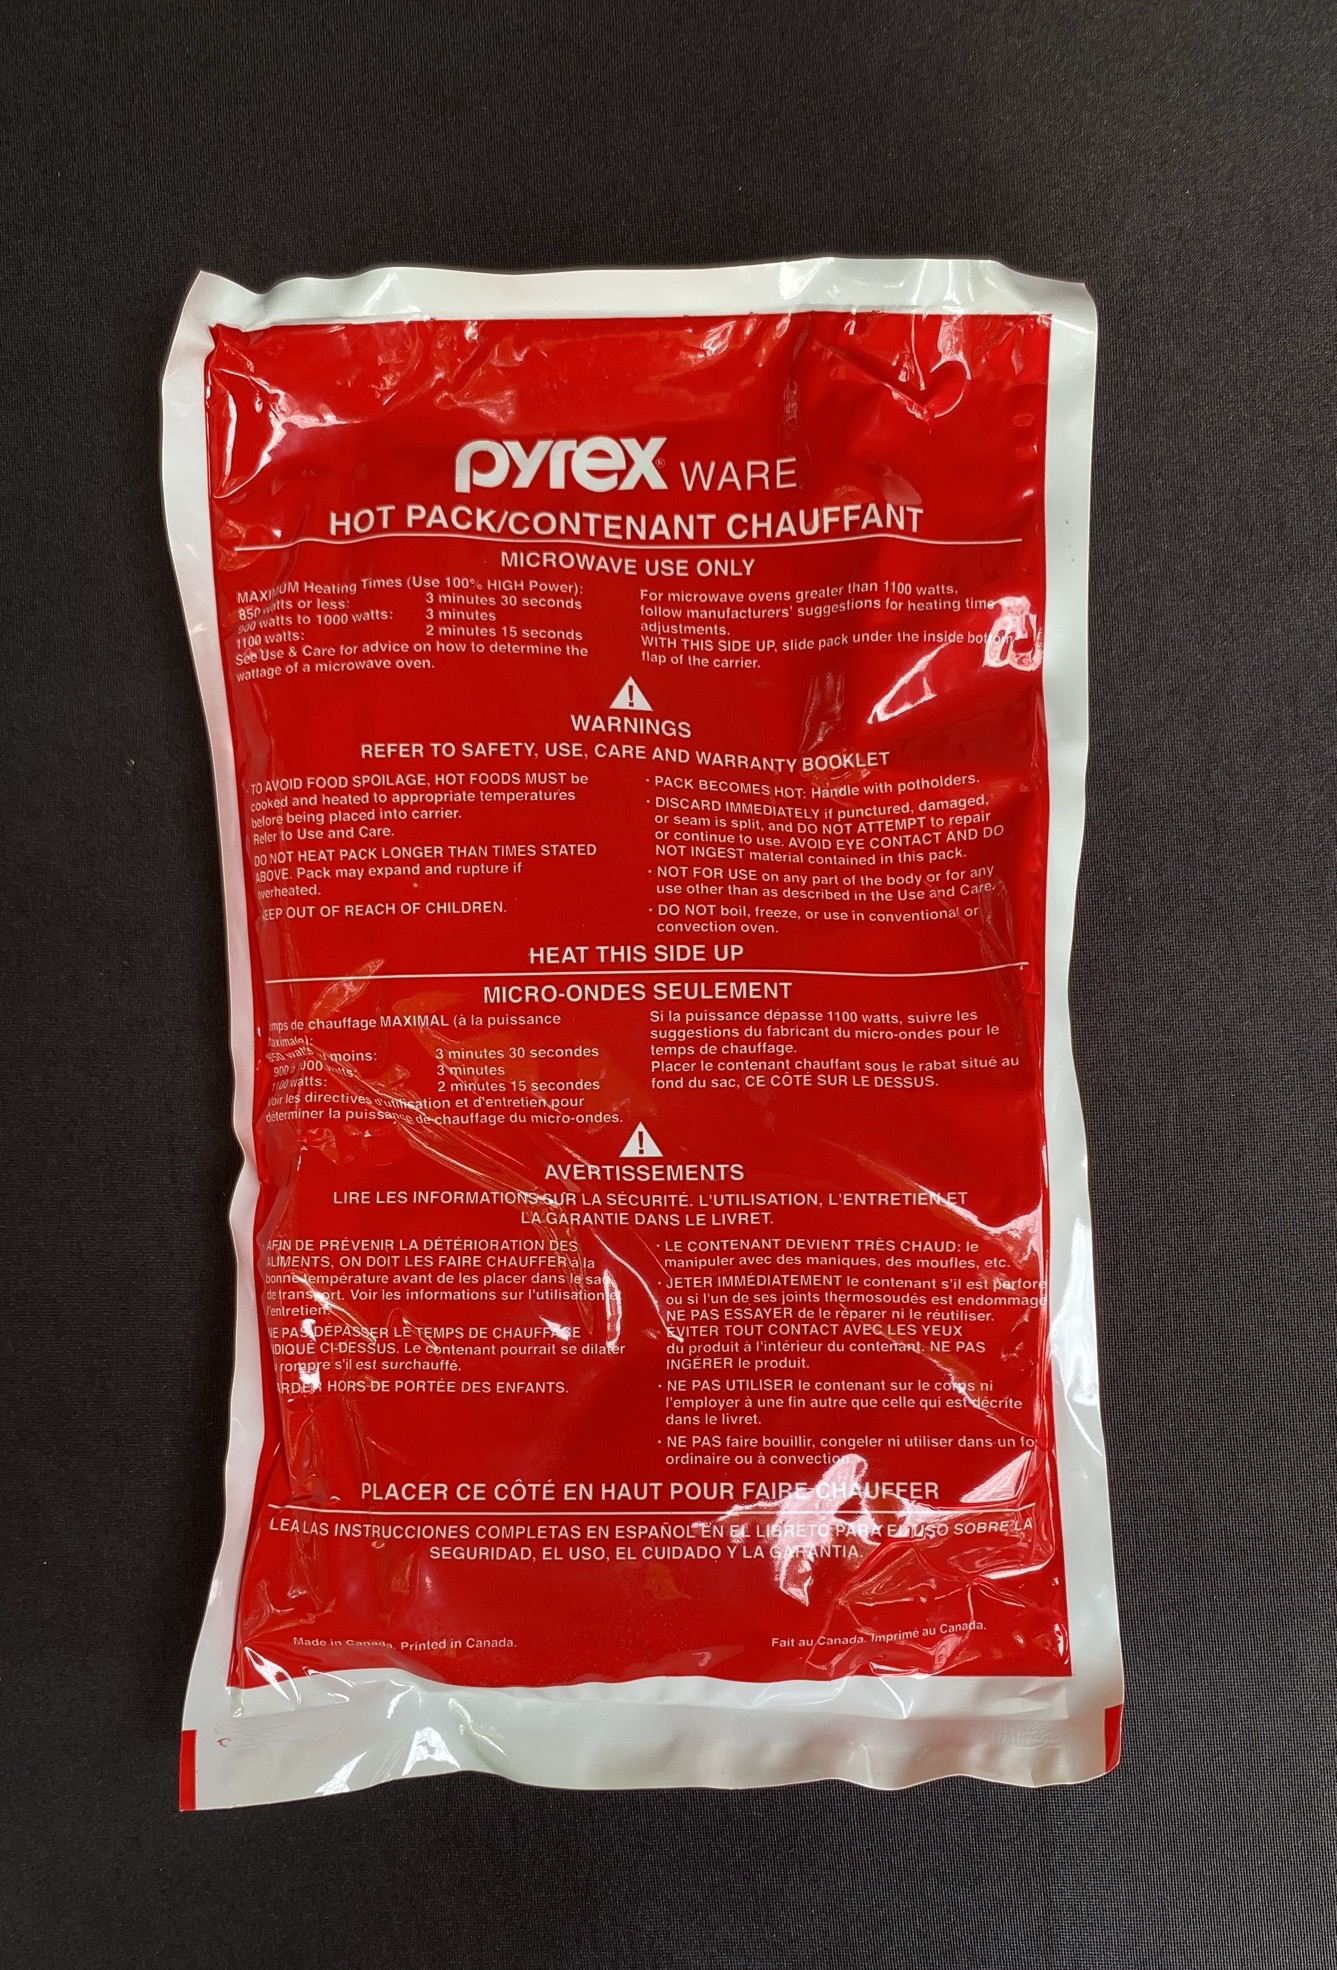 pyrex® WARE
HOT PACK/CONTENANT CHAUFFANT
MICROWAVE USE ONLY
MAXIMUM Heating Times (Use 100% HIGH Power):
850 watts or less: 3 minutes 30 seconds
900 watts to 1000 watts: 3 minutes
1100 watts: 2 minutes 15 seconds
See Use & Care for advice on how to determine the
wattage of a microwave oven.
For microwave ovens greater than 1100 watts,
follow manufacturers' suggestions for heating time
adjustments.
WITH THIS SIDE UP, slide pack under the inside bottom
flap of the carrier.
WARNINGS
REFER TO SAFETY, USE, CARE AND WARRANTY BOOKLET
· TO AVOID FOOD SPOILAGE, HOT FOODS MUST be
cooked and heated to appropriate temperatures
before being placed into carrier.
Refer to Use and Care.
DO NOT HEAT PACK LONGER THAN TIMES STATED
ABOVE. Pack may expand and rupture if
overheated.
KEEP OUT OF REACH OF CHILDREN.
· PACK BECOMES HOT: Handle with potholders.
· DISCARD IMMEDIATELY if punctured, damaged,
or seam is split, and DO NOT ATTEMPT to repair
or continue to use. AVOID EYE CONTACT AND DO
NOT INGEST material contained in this pack.
· NOT FOR USE on any part of the body or for any
use other than as described in the Use and Care.
· DO NOT boil, freeze, or use in conventional or
convection oven.
HEAT THIS SIDE UP
MICRO-ONDES SEULEMENT
de chauffage MAXIMAL (à la puissance
maximale):
850 watts moins: 3 minutes 30 secondes
900 à 1000 watts: 3 minutes
1100 watts: 2 minutes 15 secondes
Voir les directives d'utilisation et d'entretien pour
déterminer la puissance de chauffage du micro-ondes.
Si la puissance dépasse 1100 watts, suivre les
suggestions du fabricant du micro-ondes pour le
temps de chauffage.
Placer le contenant chauffant sous le rabat situé au
fond du sac, CE CÔTÉ SUR LE DESSUS.
AVERTISSEMENTS
LIRE LES INFORMATIONS SUR LA SÉCURITÉ. L'UTILISATION, L'ENTRETIEN ET
LA GARANTIE DANS LE LIVRET.
AFIN DE PRÉVENIR LA DÉTÉRIORATION DES
ALIMENTS, ON DOIT LES FAIRE CHAUFFER à la
bonne température avant de les placer dans le sac
de transport. Voir les informations sur l'utilisation et
l'entretien.
NE PAS DÉPASSER LE TEMPS DE CHAUFFAGE
CI-DESSUS. Le contenant pourrait se dilater
rompre s'il est surchauffé.
HORS DE PORTÉE DES ENFANTS.
· LE CONTENANT DEVIENT TRÈS CHAUD: le
manipuler avec des maniques, des moufles, etc.
· JETER IMMÉDIATEMENT le contenant s'il est perforé
ou si l'un de ses joints thermosoudés est endommagé
NE PAS ESSAYER de le réparer ni le réutiliser.
ÉVITER TOUT CONTACT AVEC LES YEUX
du produit à l'intérieur du contenant. NE PAS
INGÉRER le produit.
· NE PAS UTILISER le contenant sur le corps ni
l'employer à une fin autre que celle qui est décrite
dans le livret.
· NE PAS faire bouillir, congeler ni utiliser dans un
ordinaire ou à convection.
PLACER CE CÔTÉ EN HAUT POUR FAIRE CHAUFFER
LEA LAS INSTRUCCIONES COMPLETAS EN ESPAÑOL EN EL LIBRETO PARA EL USO SOBRE LA
SEGURIDAD, EL USO, EL CUIDADO Y LA GARANTIA.
Made in Canada. Printed in Canada.
Fait au Canada. Imprimé au Canada.